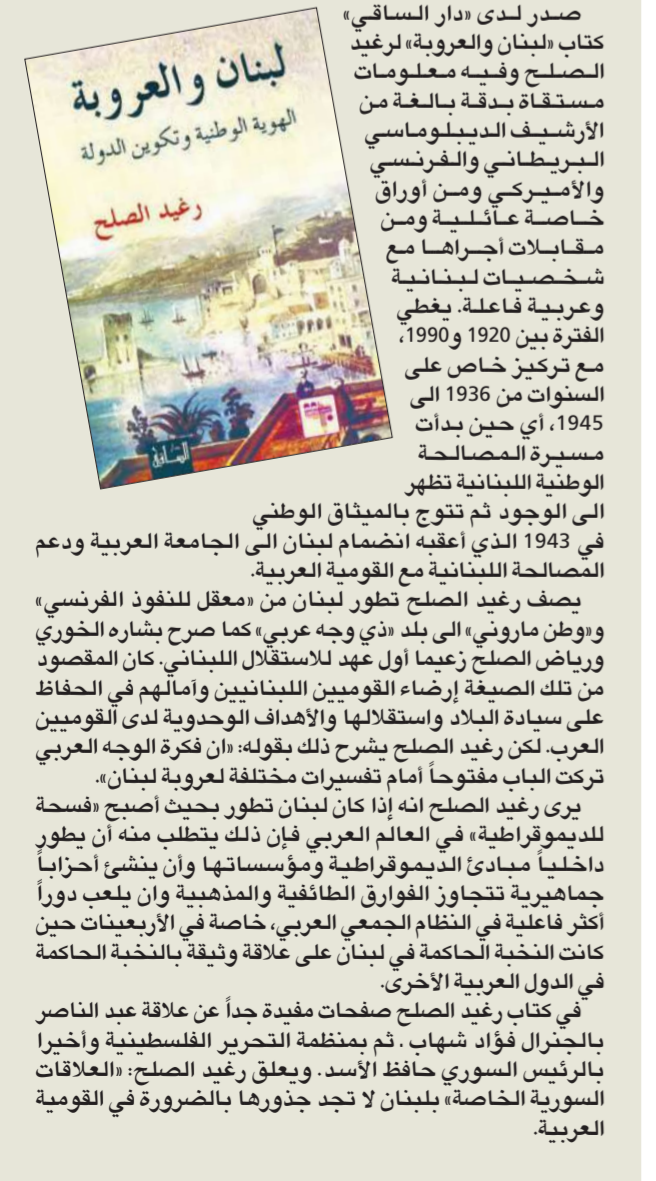 صدر لدى «دار الساقي»
كتاب «لبنان والعروبة» لرغيد
الصلح وفيه معلومات
مستقاة بدقة بالغة من
الأرشيف الديبلوماسي
البريطاني والفرنسي
والأميركي ومن أوراق
خاصة عائلية ومن
مقابلات أجراها مع
شخصيات لبنانية
وعربية فاعلة. يغطي
الفترة بين 1920 و1990،
مع تركيز خاص على
السنوات من 1936 الى
1945، أي حين بدأت
مسيرة المصالحة
الوطنية اللبنانية تظهر
الى الوجود ثم تتوج بالميثاق الوطني
في 1943 الذي أعقبه انضمام لبنان الى الجامعة العربية ودعم
المصالحة اللبنانية مع القومية العربية.
يصف رغيد الصلح تطور لبنان من «معقل للنفوذ الفرنسي»
و«وطن ماروني» الى بلد «ذي وجه عربي» كما صرح بشاره الخوري
ورياض الصلح زعيما أول عهد للاستقلال اللبناني. كان المقصود
من تلك الصيغة إرضاء القوميين اللبنانيين وآمالهم في الحفاظ
على سيادة البلاد واستقلالها والأهداف الوحدوية لدى القوميين
العرب. لكن رغيد الصلح يشرح ذلك بقوله: «ان فكرة الوجه العربي
تركت الباب مفتوحاً أمام تفسيرات مختلفة لعروبة لبنان».
يرى رغيد الصلح انه إذا كان لبنان تطور بحيث أصبح «فسحة
للديموقراطية» في العالم العربي فإن ذلك يتطلب منه أن يطور
داخلياً مبادئ الديموقراطية ومؤسساتها وأن ينشئ أحزاباً
جماهيرية تتجاوز الفوارق الطائفية والمذهبية وان يلعب دوراً
أكثر فاعلية في النظام الجمعي العربي، خاصة في الأربعينات حين
كانت النخبة الحاكمة في لبنان على علاقة وثيقة بالنخبة الحاكمة
في الدول العربية الأخرى.
في كتاب رغيد الصلح صفحات مفيدة جداً عن علاقة عبد الناصر
بالجنرال فؤاد شهاب . ثم بمنظمة التحرير الفلسطينية وأخيرا
بالرئيس السوري حافظ الأسد. ويعلق رغيد الصلح: «العلاقات
السورية الخاصة» بلبنان لا تجد جذورها بالضرورة في القومية
العربية.
لبنان والعروبة
الهوية الوطنية وتكوين الدولة
رغيد الصلح
الساقي